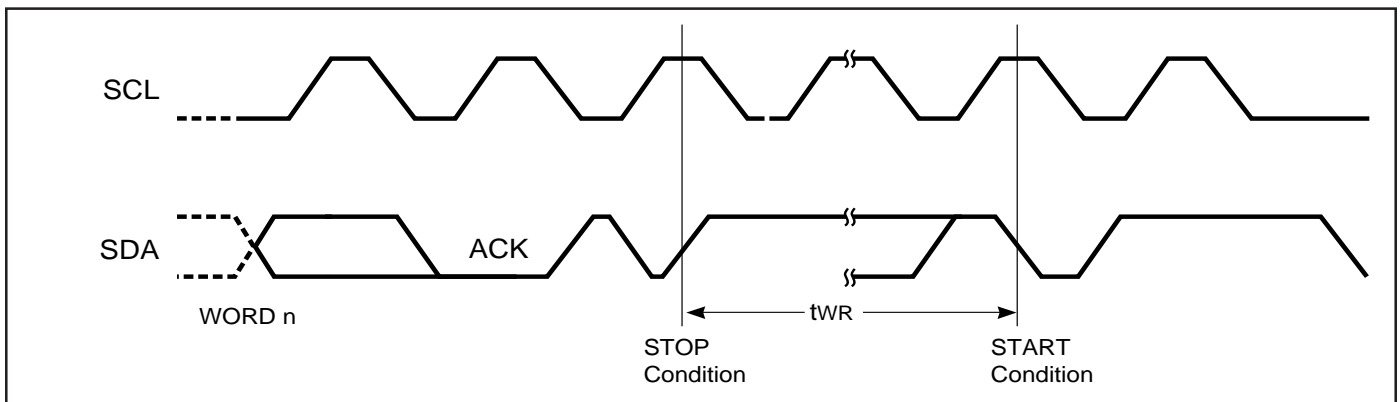 SCL
SDA
ACK
WORD n
tWR
STOP
Condition
START
Condition